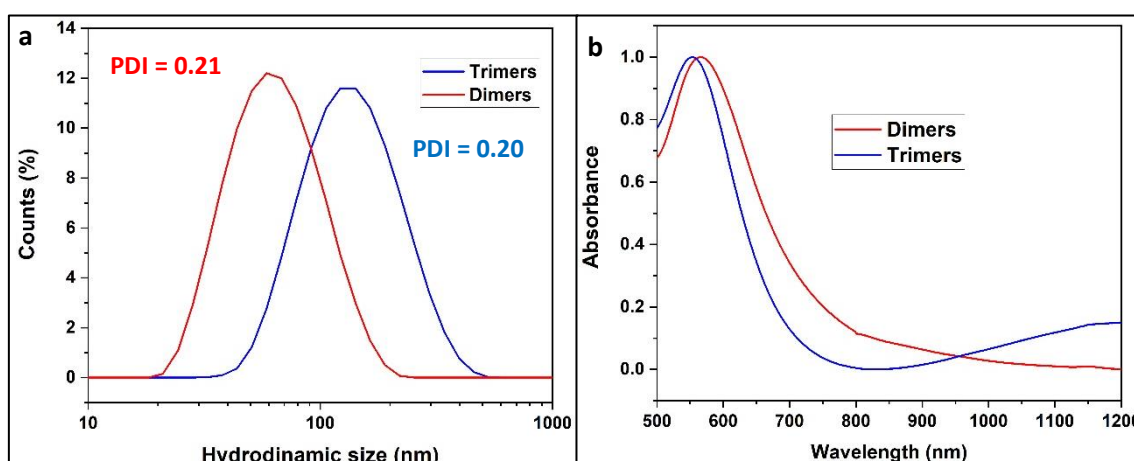 a
PDI = 0.21
Trimers
Dimers
PDI = 0.20
14
12
10
8
6
4
2
0
Counts (%)
10
100
1000
Hydrodinamic size (nm)
b
Dimers
Trimers
1.0
0.8
0.6
0.4
0.2
0.0
Absorbance
500
600
700
800
900
1000
1100
1200
Wavelength (nm)